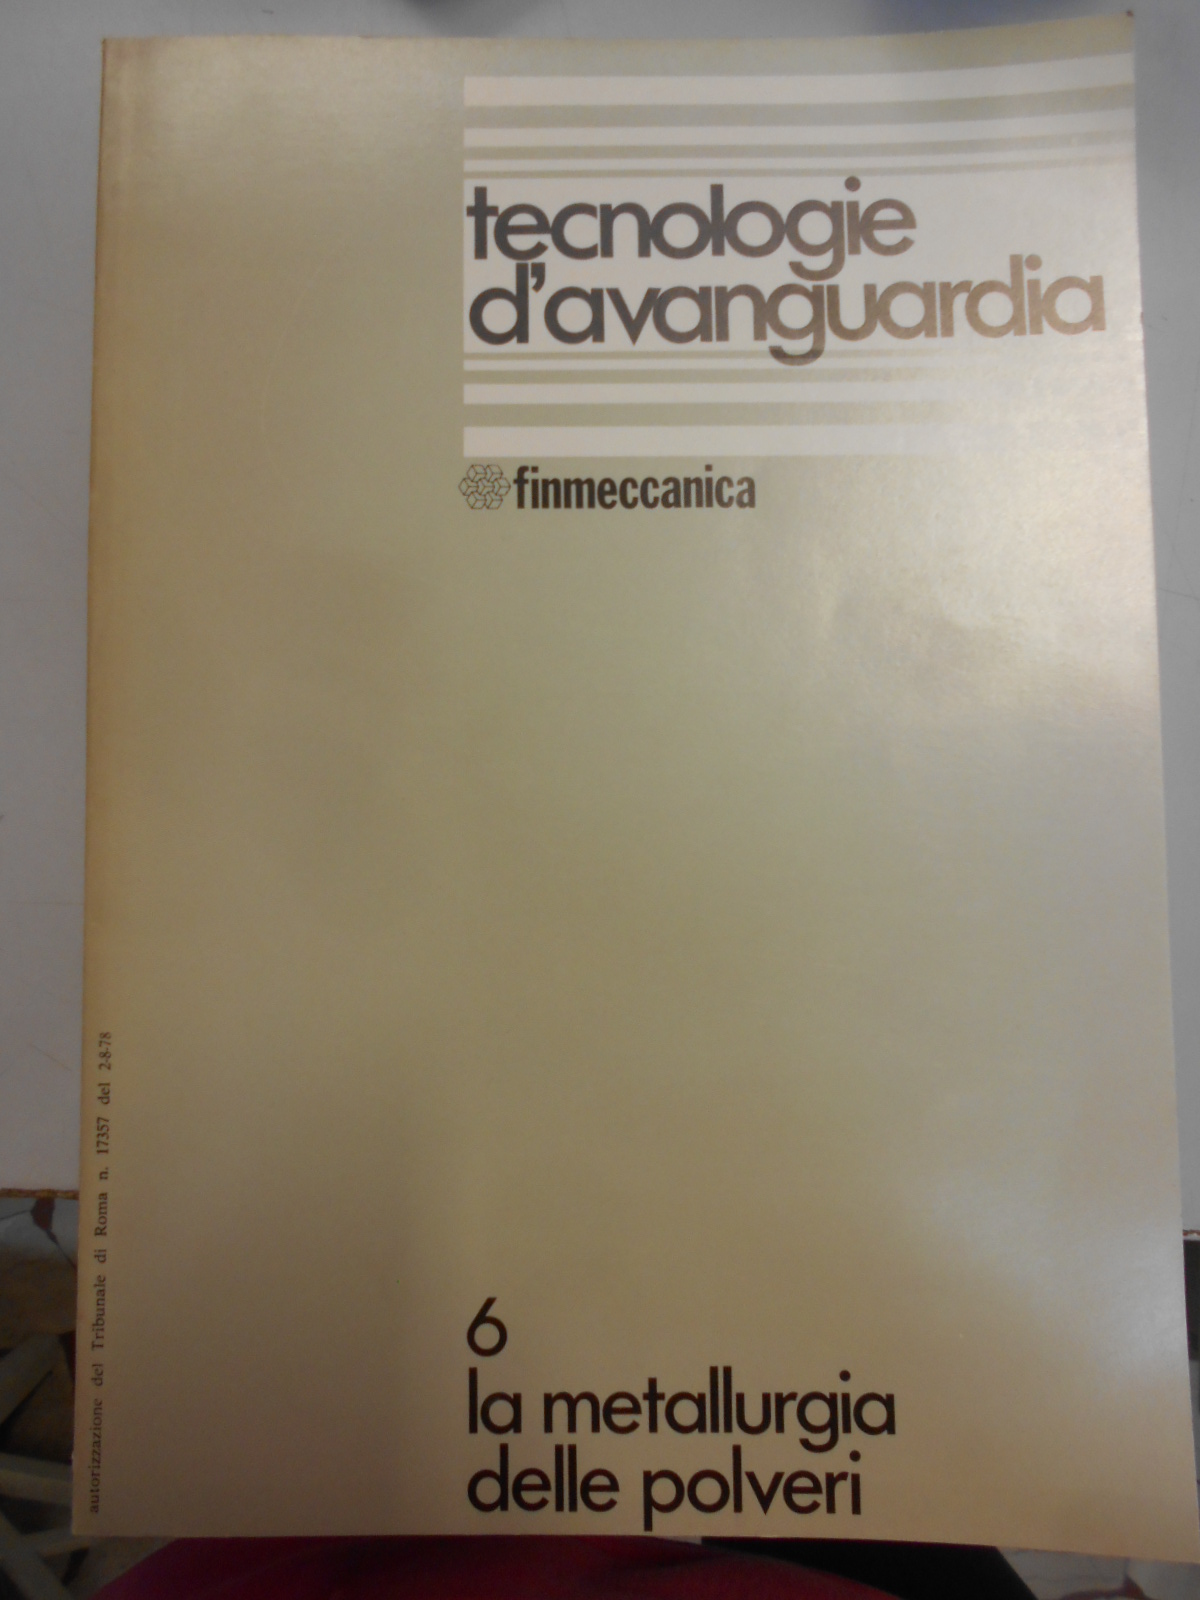 tecnologie
d'avanguardia
finmeccanica
autorizzazione del Tribunale di Roma n. 17357 del 2-8-78
6
la metallurgia
delle polveri